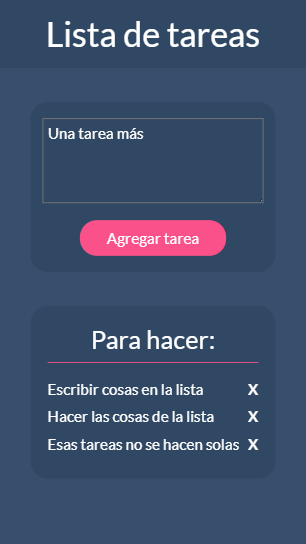 Lista de tareas
Una tarea más
Agregar tarea
Para hacer:
Escribir cosas en la lista X
Hacer las cosas de la lista X
Esas tareas no se hacen solas X